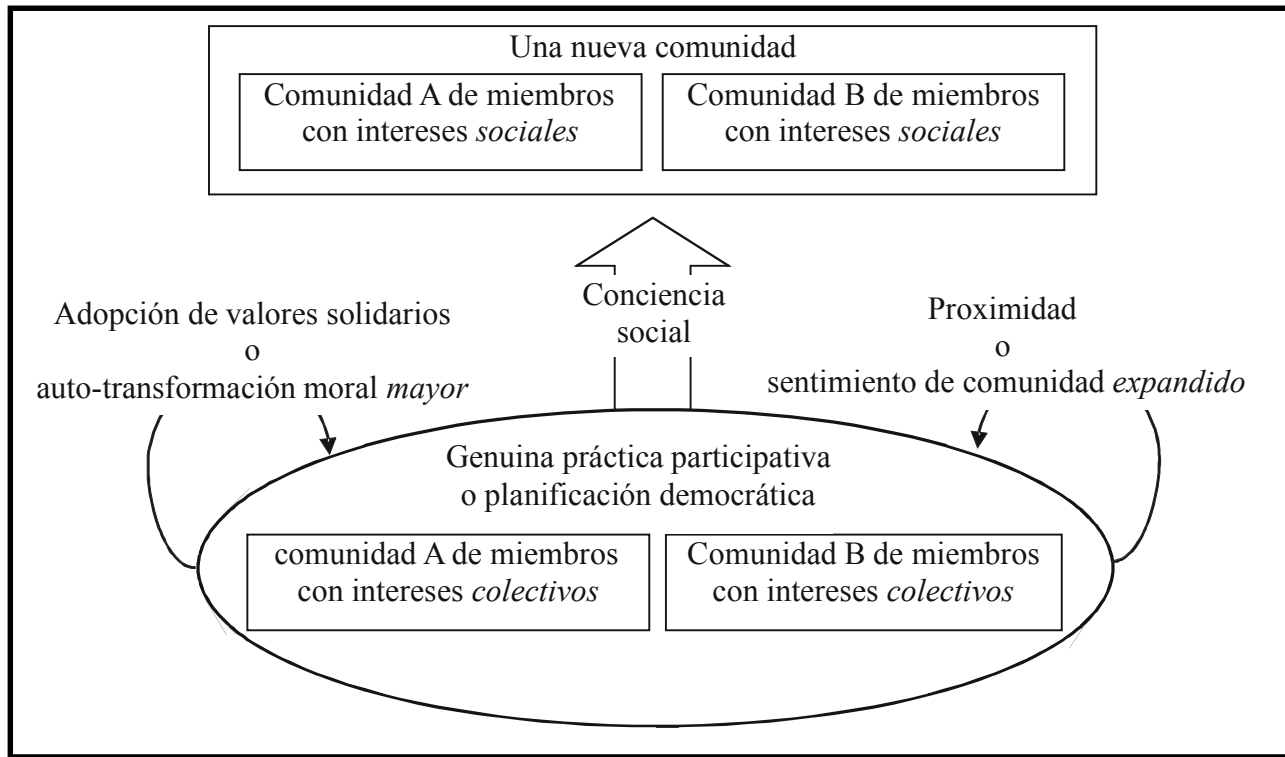 Una nueva comunidad
Comunidad A de miembros
con intereses sociales
Comunidad B de miembros
con intereses sociales
Conciencia
social
Adopción de valores solidarios
o
auto-transformación moral mayor
Proximidad
o
sentimiento de comunidad expandido
Genuina práctica participativa
o planificación democrática
comunidad A de miembros
con intereses colectivos
Comunidad B de miembros
con intereses colectivos